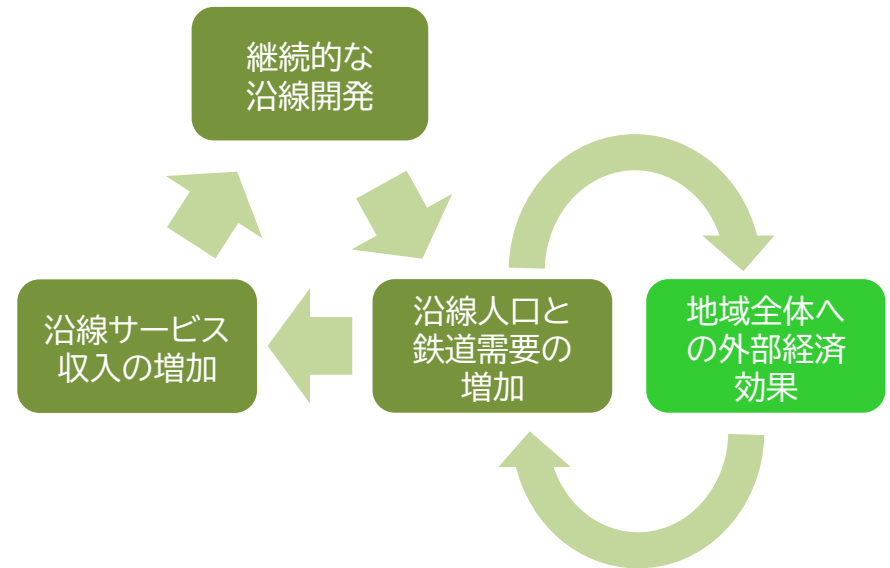 継続的な
沿線開発
沿線サービス
収入の増加
沿線人口と
鉄道需要の
増加
地域全体へ
の外部経済
効果